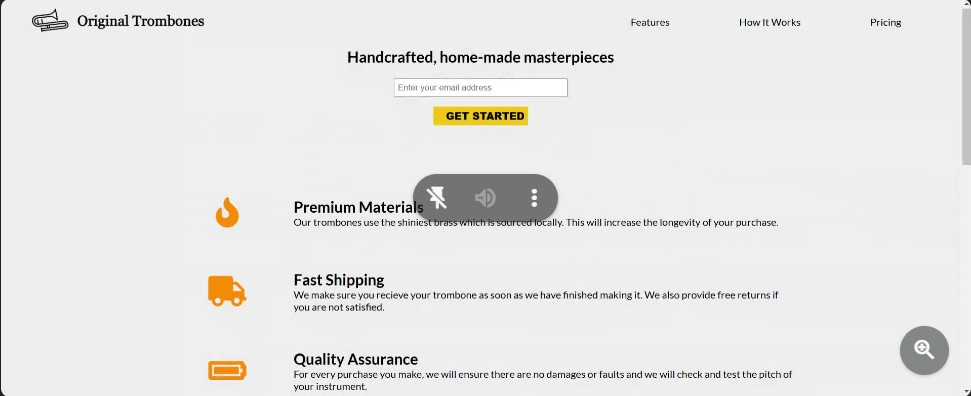 Original Trombones
Features
How It Works
Pricing
Handcrafted, home-made masterpieces
Enter your email address
GET STARTED
Premium Materials
Our trombones use the shiniest brass which is sourced locally. This will increase the longevity of your purchase.
Fast Shipping
We make sure you recieve your trombone as soon as we have finished making it. We also provide free returns if
you are not satisfied.
Quality Assurance
For every purchase you make, we will ensure there are no damages or faults and we will check and test the pitch of
your instrument.